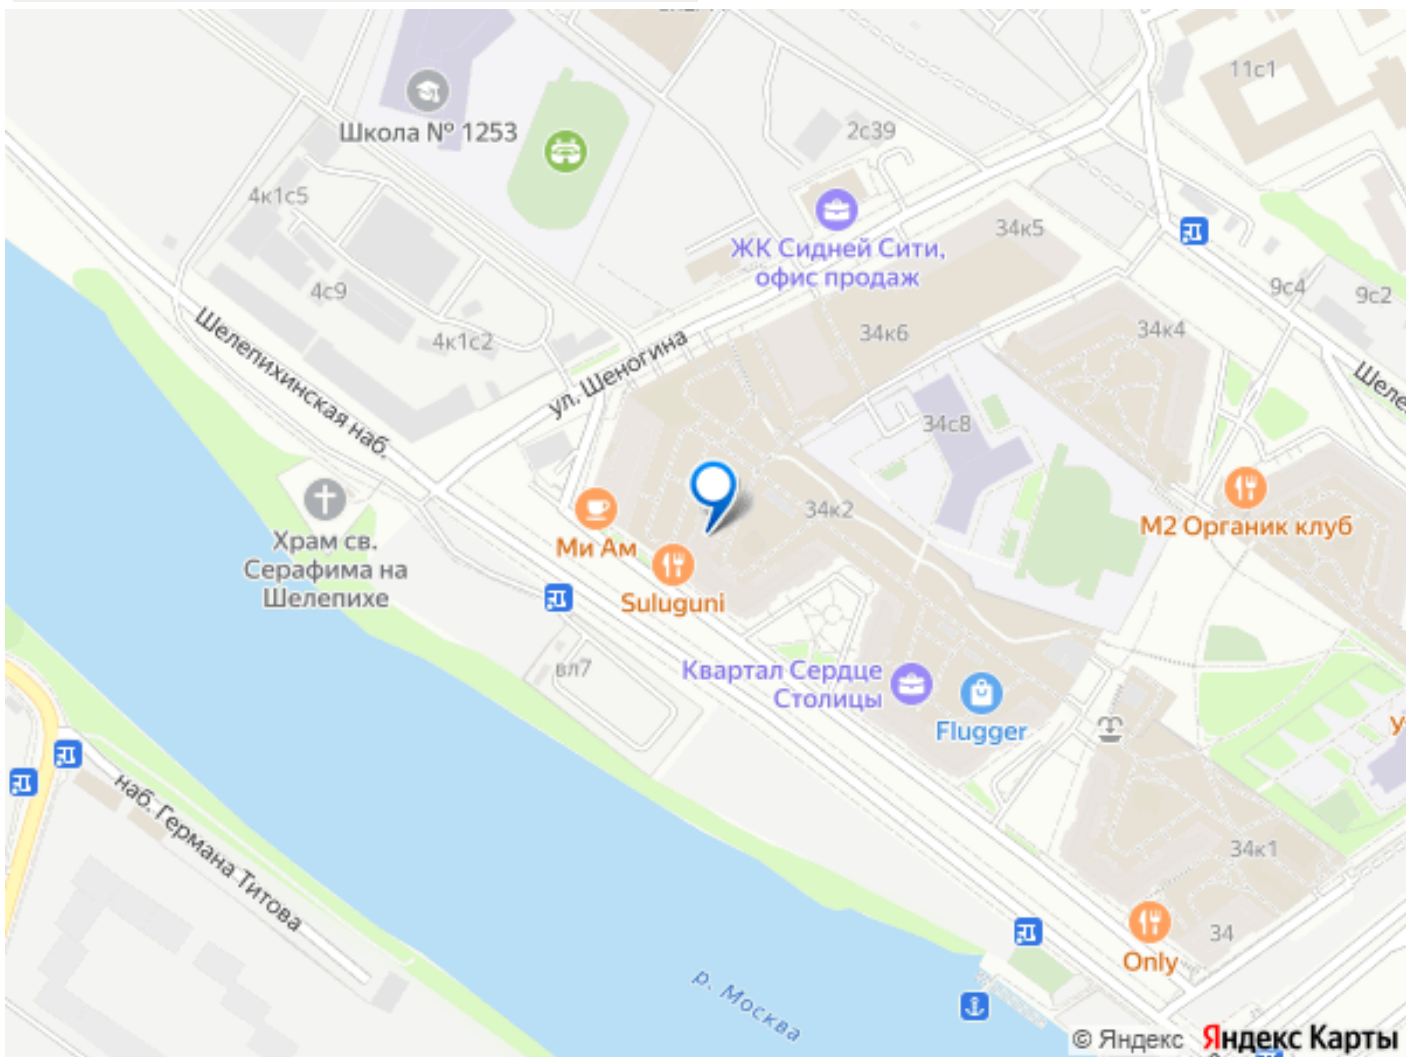 11с1
2с39
Школа № 1253
4к1с5
34к5
ЖК Сидней Сити,
офис продаж
4с9
9с4
9с2
34к6
34к4
4к1с2
Шелепихинская наб.
ул. Шеногина
34с8
34к2
М2 Органик клуб
Ми Ам
Храм св.
Серафима на
Шелепихе
Suluguni
вл7
Квартал Сердце
Столицы
Flugger
наб. Германа Титова
34к1
34
Only
р. Москва
© Яндекс Яндекс Карты